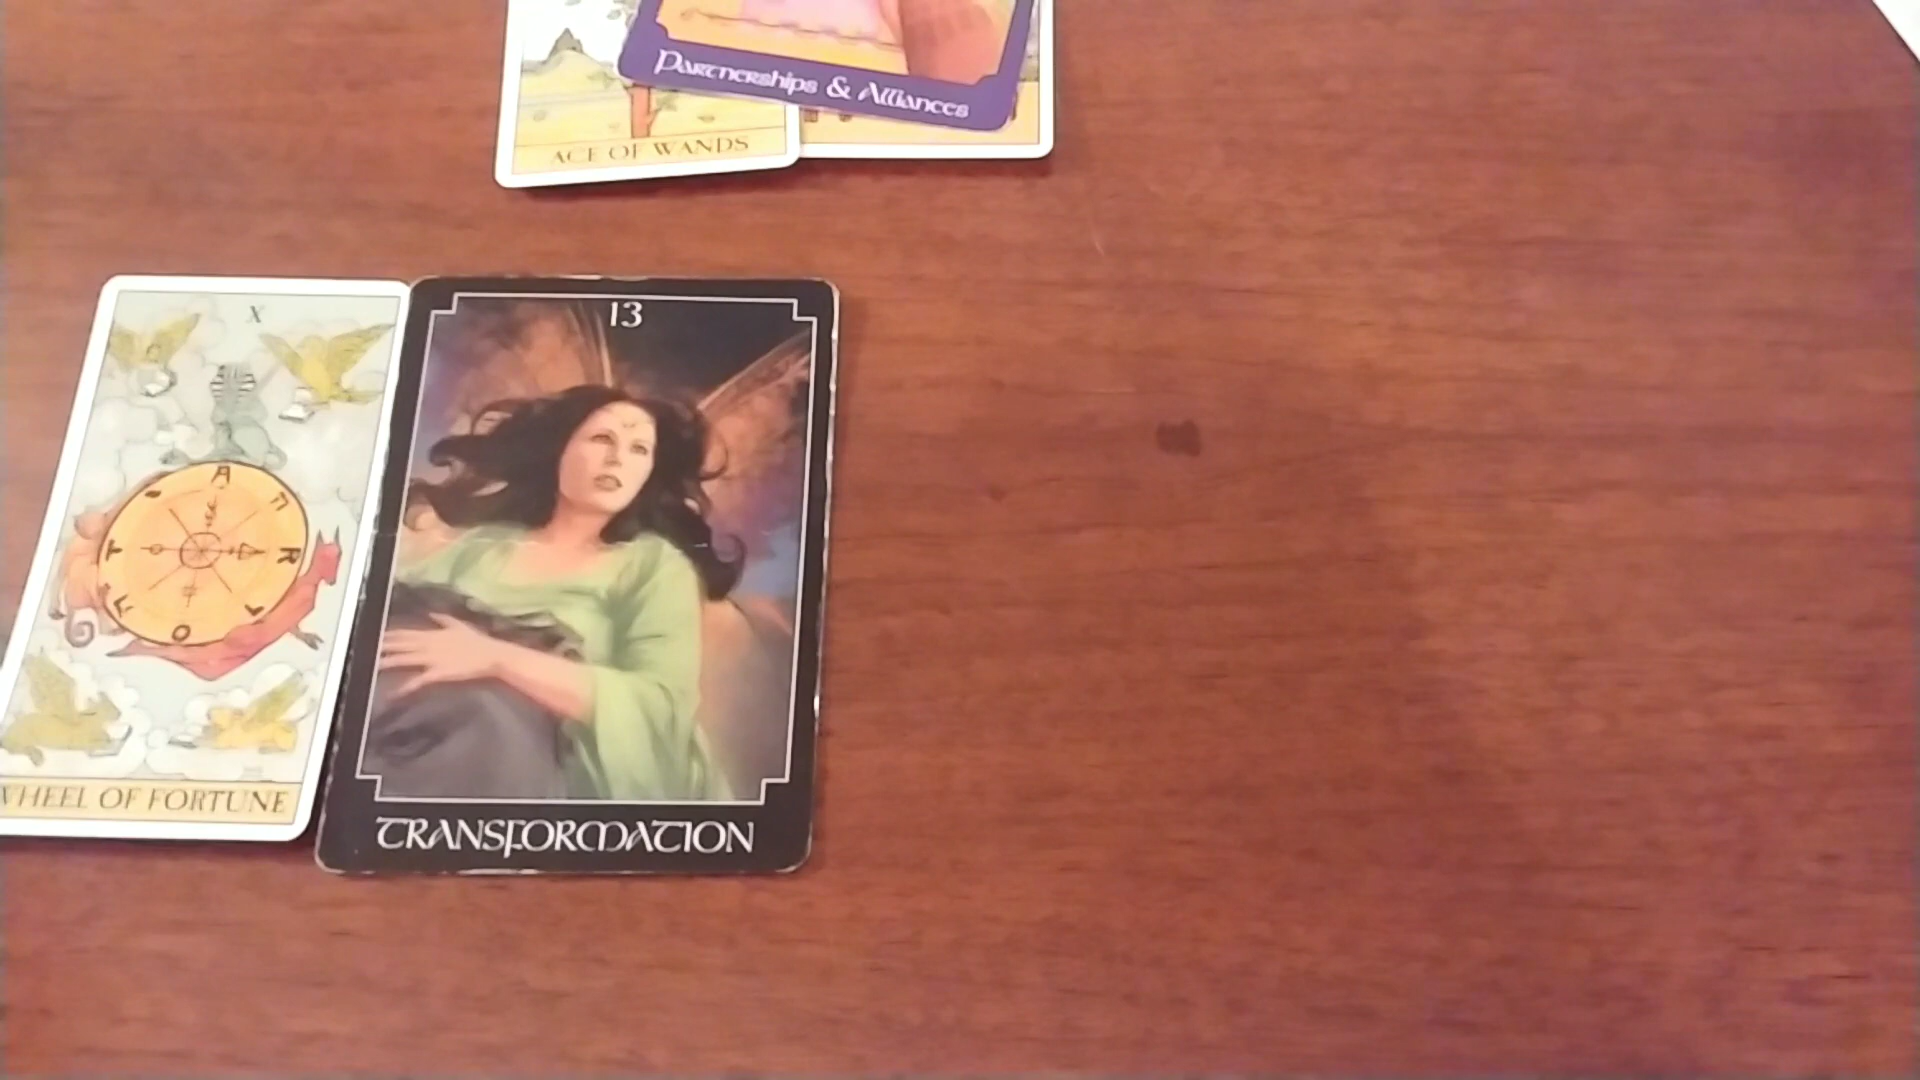 Partnerships & Alliances
ACE OF WANDS
X
WHEEL OF FORTUNE
13
TRANSFORMATION